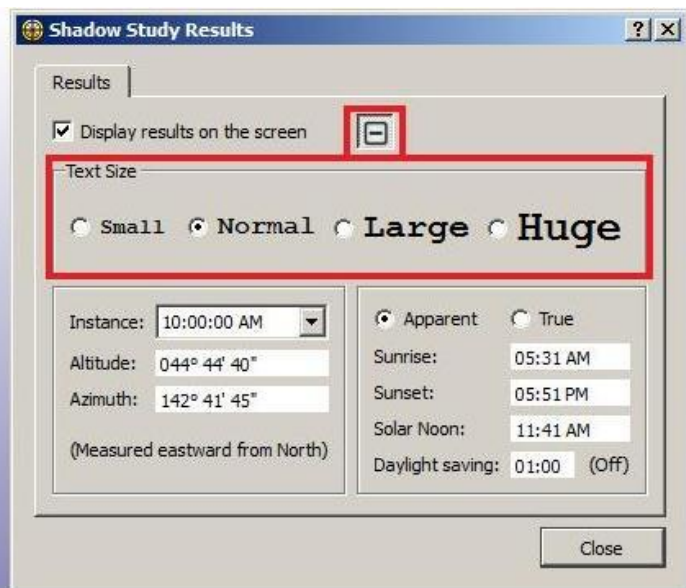 Shadow Study Results
Results
Display results on the screen
Text Size
Small Normal Large Huge
Instance: 10:00:00 AM
Altitude: 044° 44' 40"
Azimuth: 142° 41' 45"
(Measured eastward from North)
Apparent True
Sunrise: 05:31 AM
Sunset: 05:51 PM
Solar Noon: 11:41 AM
Daylight saving: 01:00 (Off)
Close